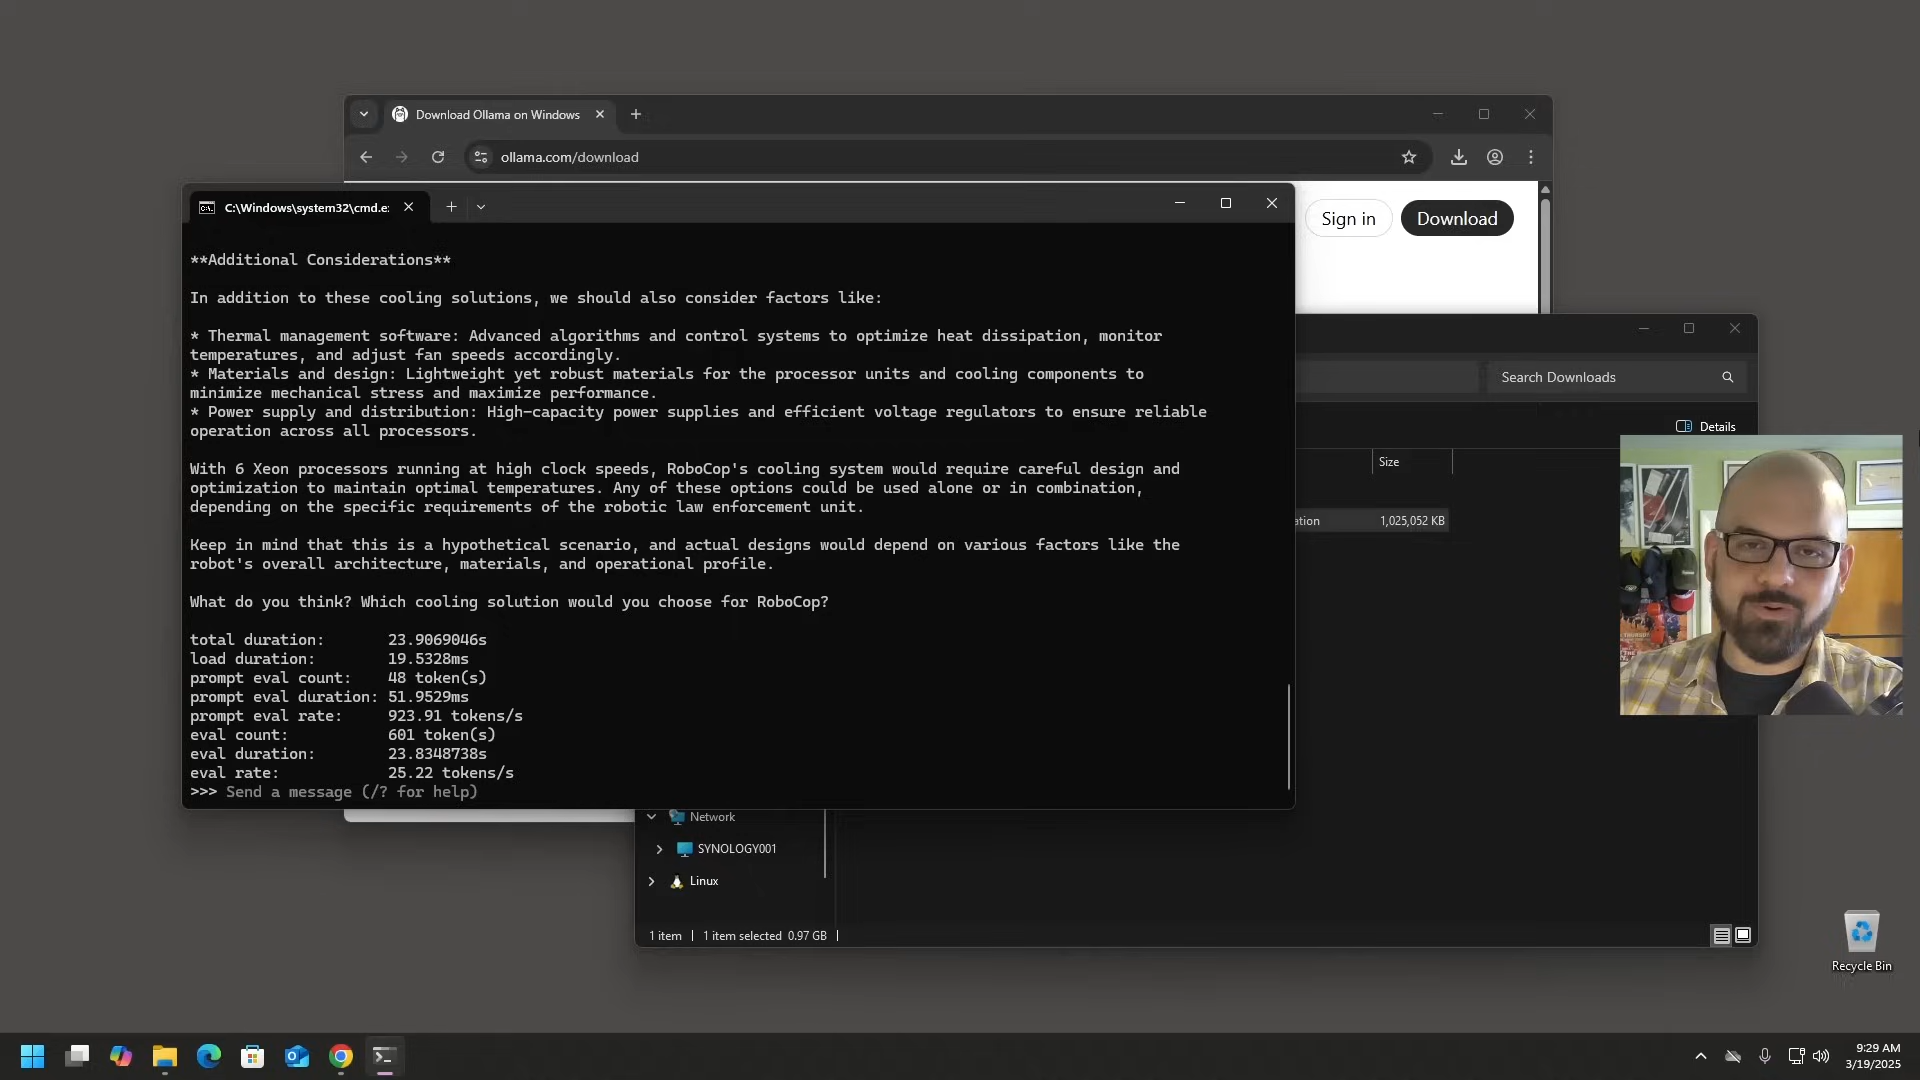 Download Ollama on Windows
ollama.com/download
C:\Windows\system32\cmd.e:
Sign in
Download
**Additional Considerations**
In addition to these cooling solutions, we should also consider factors like:
* Thermal management software: Advanced algorithms and control systems to optimize heat dissipation, monitor
temperatures, and adjust fan speeds accordingly.
* Materials and design: Lightweight yet robust materials for the processor units and cooling components to
minimize mechanical stress and maximize performance.
* Power supply and distribution: High-capacity power supplies and efficient voltage regulators to ensure reliable
operation across all processors.
With 6 Xeon processors running at high clock speeds, RoboCop's cooling system would require careful design and
optimization to maintain optimal temperatures. Any of these options could be used alone or in combination,
depending on the specific requirements of the robotic law enforcement unit.
Keep in mind that this is a hypothetical scenario, and actual designs would depend on various factors like the
robot's overall architecture, materials, and operational profile.
What do you think? Which cooling solution would you choose for RoboCop?
total duration: 23.9069046s
load duration: 19.5328ms
prompt eval count: 48 token(s)
prompt eval duration: 51.9529ms
prompt eval rate: 923.91 tokens/s
eval count: 601 token(s)
eval duration: 23.8348738s
eval rate: 25.22 tokens/s
>>> Send a message (/? for help)
Search Downloads
Details
Size
ation 1,025,052 KB
Network
SYNOLOGY001
Linux
1 item | 1 item selected 0.97 GB |
Recycle Bin
9:29 AM
3/19/2025